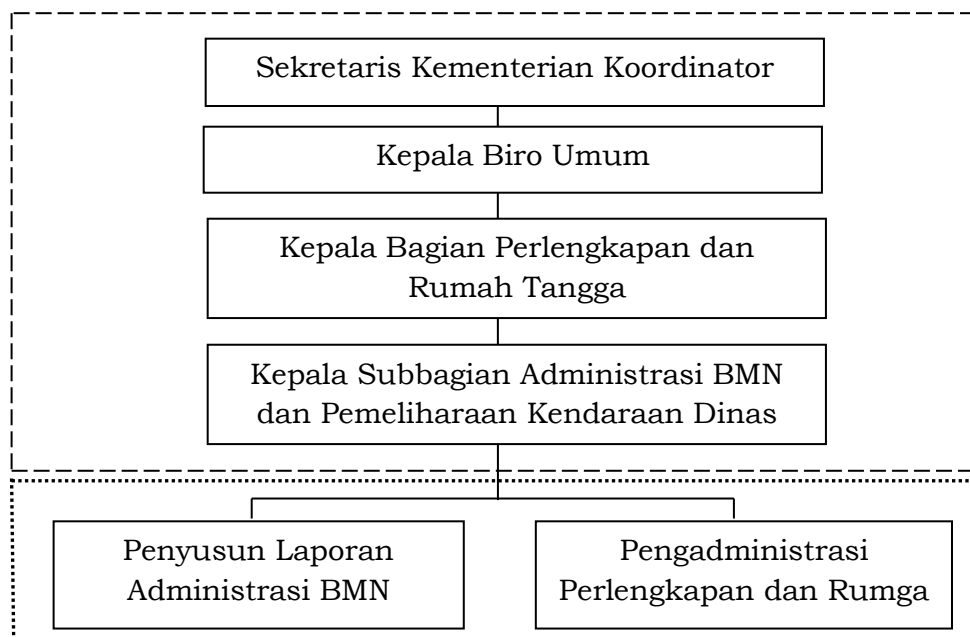 Sekretaris Kementerian Koordinator
Kepala Biro Umum
Kepala Bagian Perlengkapan dan
Rumah Tangga
Kepala Subbagian Administrasi BMN
dan Pemeliharaan Kendaraan Dinas
Penyusun Laporan
Administrasi BMN
Pengadministrasi
Perlengkapan dan Rumga